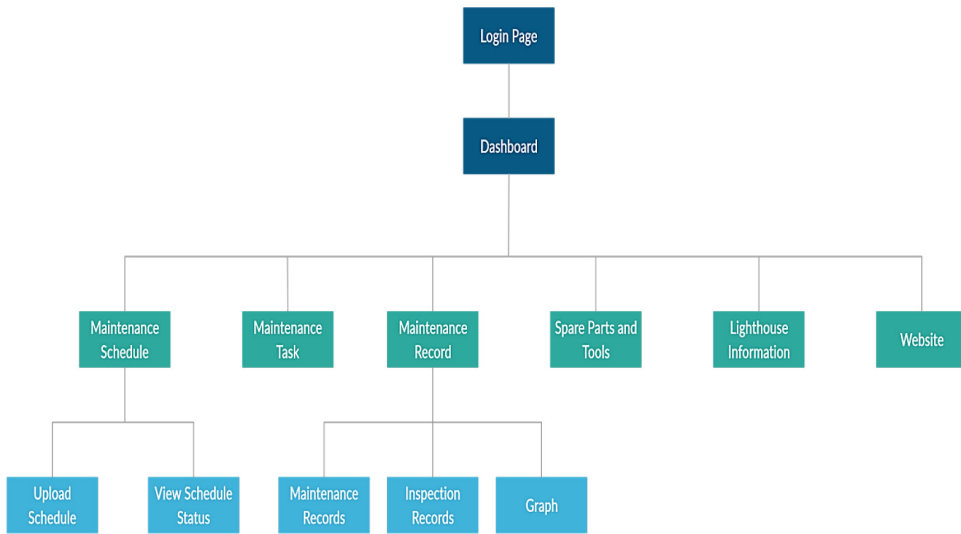 Login Page
Dashboard
Maintenance
Schedule
Maintenance
Task
Maintenance
Record
Spare Parts and
Tools
Lighthouse
Information
Website
Upload
Schedule
View Schedule
Status
Maintenance
Records
Inspection
Records
Graph